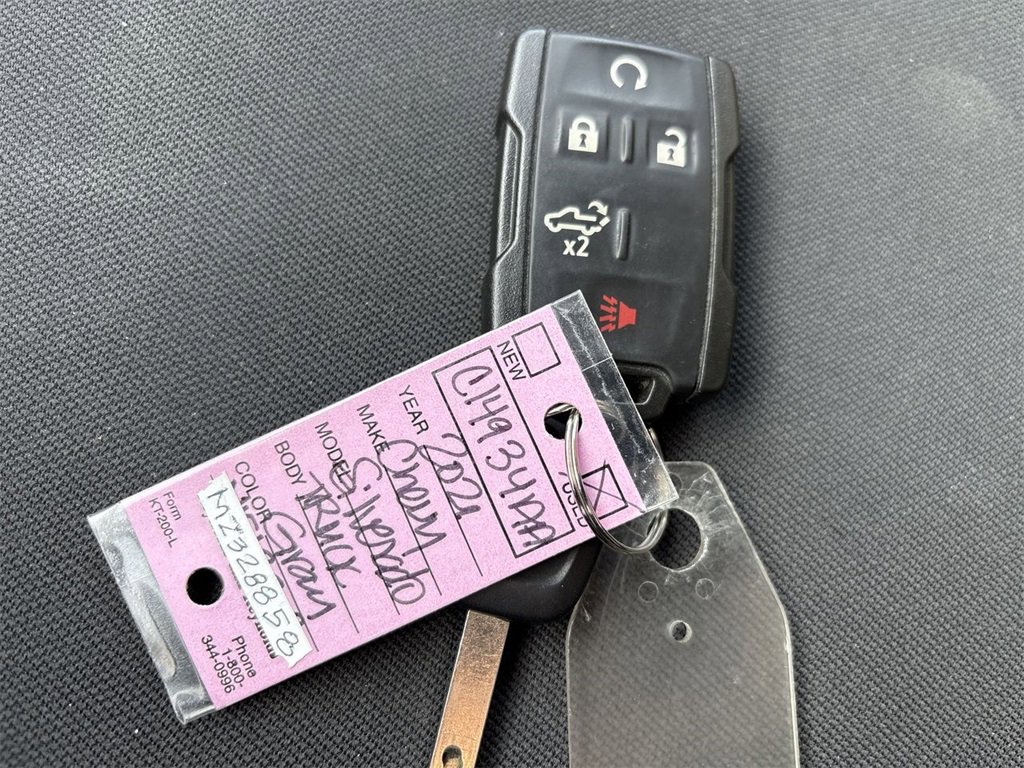 x2
NEW
USED
C149341AA
YEAR 2021
MAKE Chevy
MODEL Silverado
BODY TRUCK
COLOR Gray
MZ328858
Form
KT-200-L
Phone
1-800-
344-0996